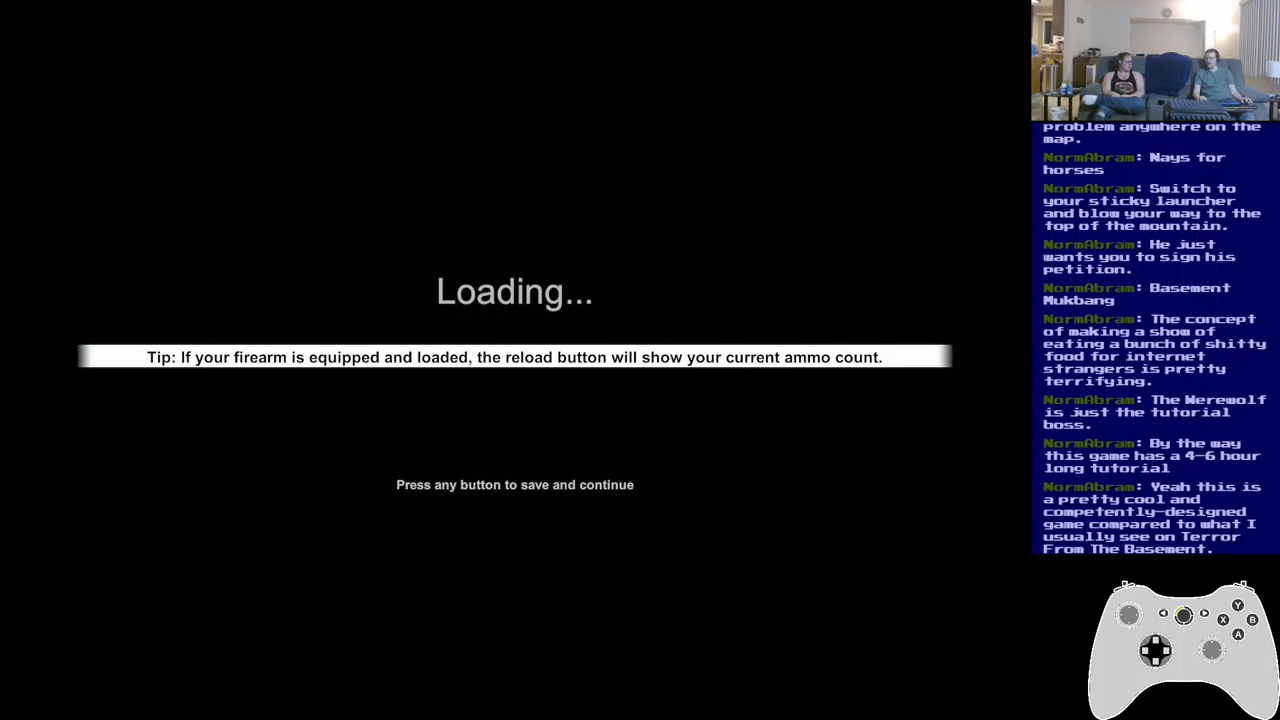 Loading...
Tip: If your firearm is equipped and loaded, the reload button will show your current ammo count.
Press any button to save and continue
problem anywhere on the
map.
NormAbram: Nays for
horses
NormAbram: Switch to
your sticky launcher
and blow your way to the
top of the mountain.
NormAbram: He just
wants you to sign his
petition.
NormAbram: Basement
Mukbang
NormAbram: The concept
of making a show of
eating a bunch of shitty
food for internet
strangers is pretty
terrifying.
NormAbram: The Werewolf
is just the tutorial
boss.
NormAbram: By the way
this game has a 4-6 hour
long tutorial
NormAbram: Yeah this is
a pretty cool and
competently-designed
game compared to what I
usually see on Terror
From The Basement.
Y
X
B
A